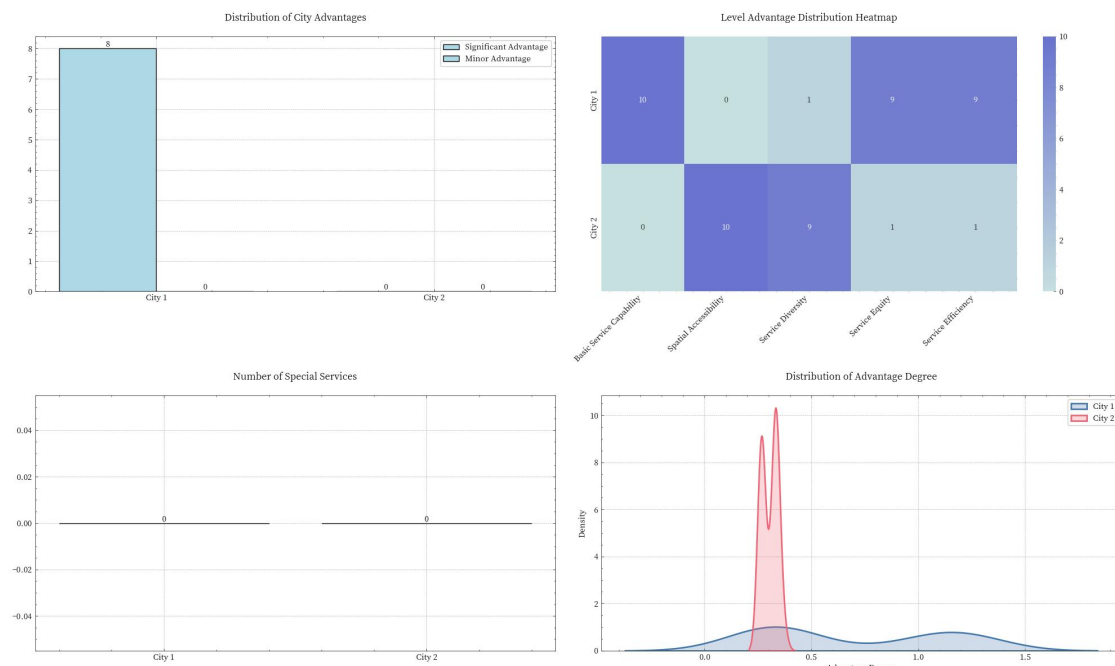 Distribution of City Advantages
8
7
6
5
4
3
2
1
0
8
0
0
0
City 1
City 2
Significant Advantage
Minor Advantage
Level Advantage Distribution Heatmap
City 1
City 2
10
0
1
9
9
0
10
9
1
1
Basic Service Capability
Spatial Accessibility
Service Diversity
Service Equity
Service Efficiency
10
8
6
4
2
0
Number of Special Services
0.04
0.02
0.00
−0.02
−0.04
0
0
City 1
City 2
Distribution of Advantage Degree
City 1
City 2
Density
10
8
6
4
2
0
0.0
0.5
1.0
1.5